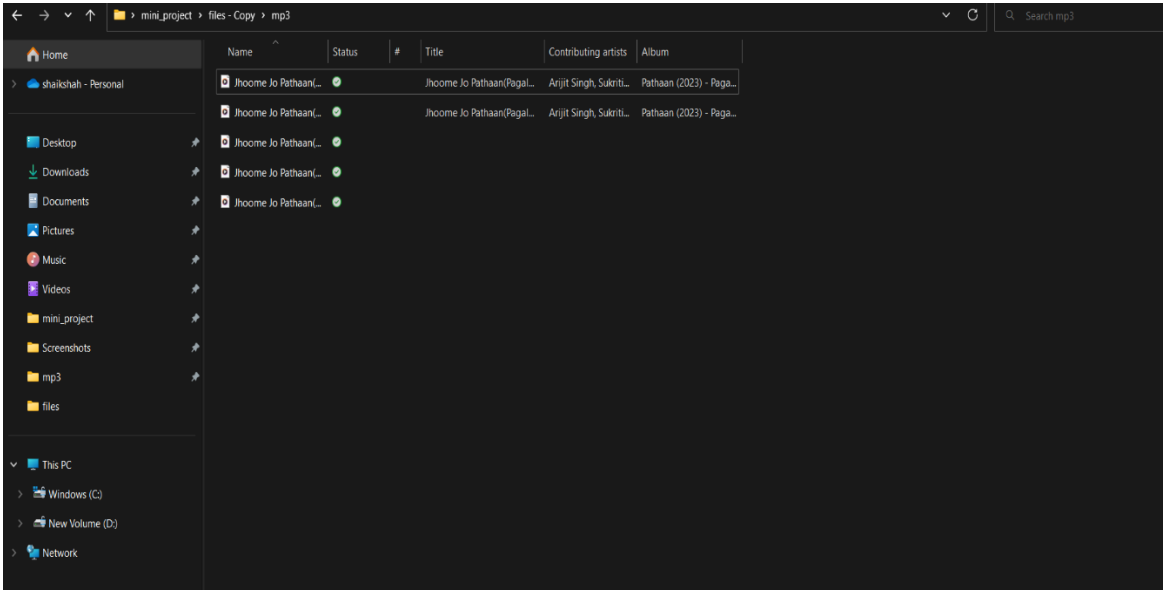 mini_project > files - Copy > mp3
Search mp3
Home
shaikshah - Personal
Desktop
Downloads
Documents
Pictures
Music
Videos
mini_project
Screenshots
mp3
files
This PC
Windows (C:)
New Volume (D:)
Network
Name Status # Title Contributing artists Album
Jhoome Jo Pathaan(... Jhoome Jo Pathaan(Pagal... Arijit Singh, Sukriti... Pathaan (2023) - Paga...
Jhoome Jo Pathaan(... Jhoome Jo Pathaan(Pagal... Arijit Singh, Sukriti... Pathaan (2023) - Paga...
Jhoome Jo Pathaan(...
Jhoome Jo Pathaan(...
Jhoome Jo Pathaan(...